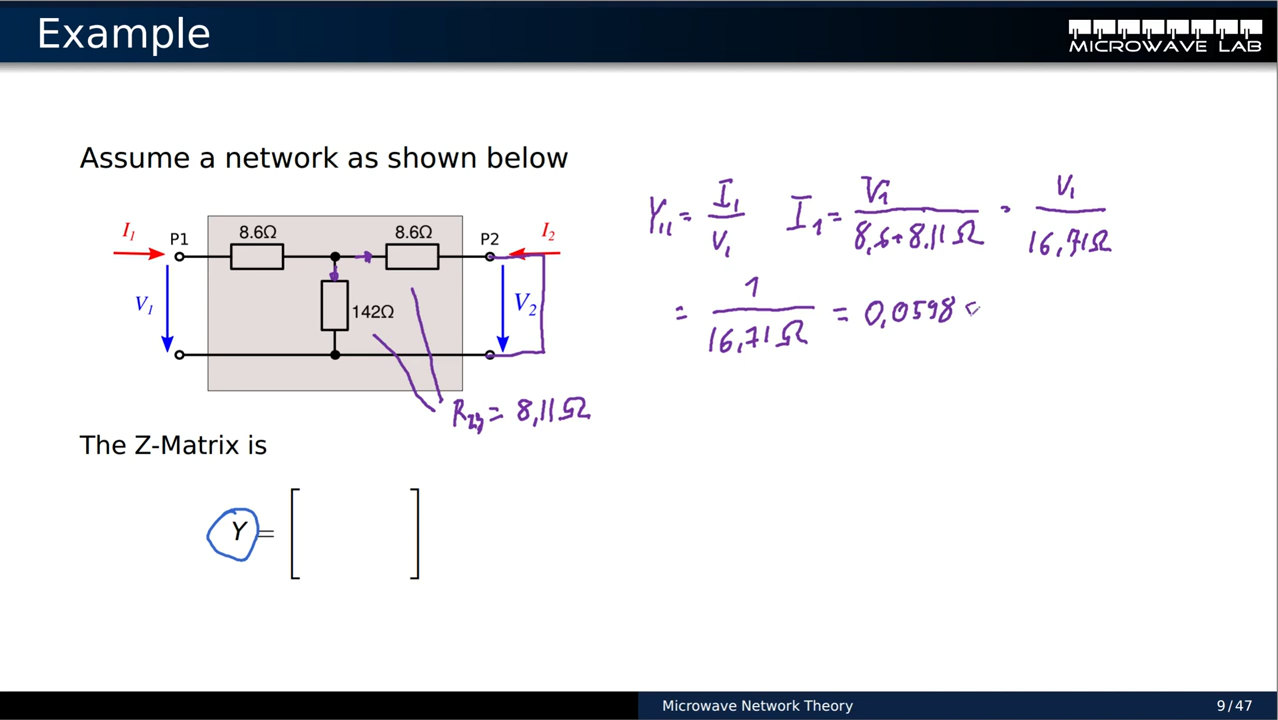 Example
MICROWAVE LAB
Assume a network as shown below
I1
P1
8.6Ω
8.6Ω
P2
I2
V1
142Ω
V2
R23 = 8,11Ω
Y11 = I1 / V1    I1 = V1 / 8,6+8.11Ω = V1 / 16,71Ω
= 1 / 16,71Ω = 0,0598
The Z-Matrix is
Y = [ ]
Microwave Network Theory
9 / 47